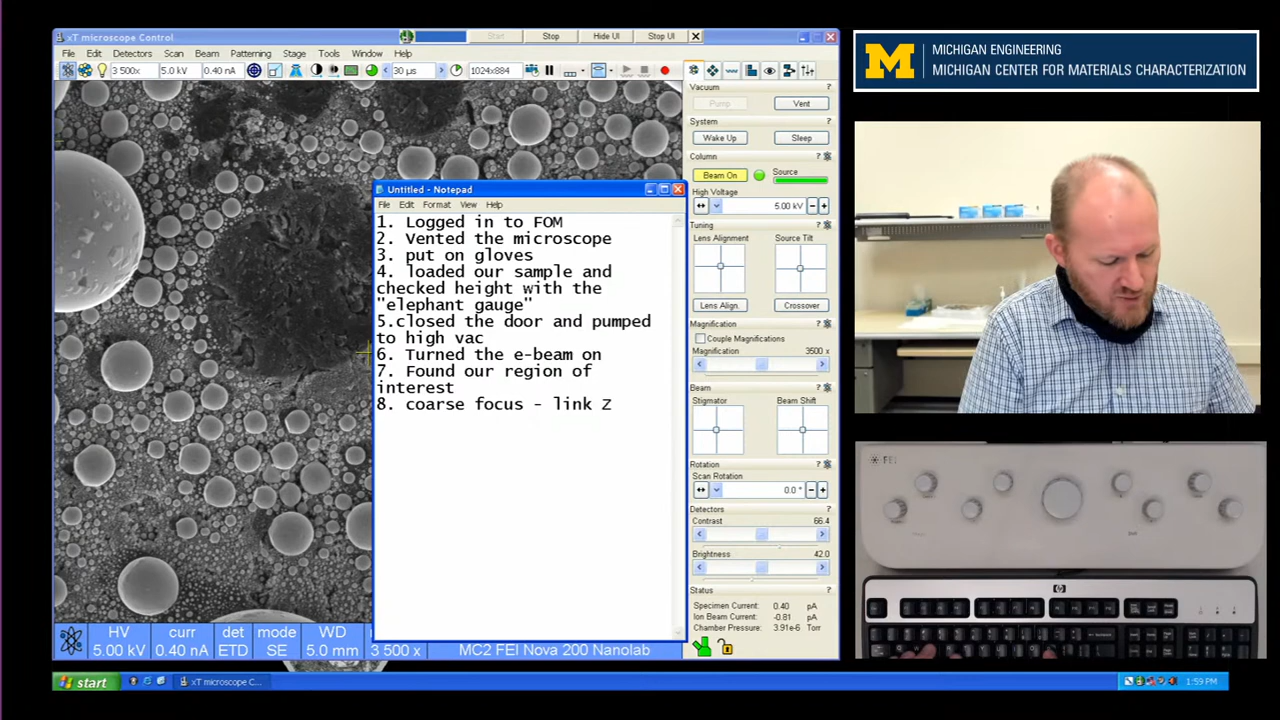 xT microscope Control
Start Stop Hide UI Stop UI
File Edit Detectors Scan Beam Patterning Stage Tools Window Help
3 500x 5.0 kV 0.40 nA 30 µs 1024x884
MICHIGAN ENGINEERING
MICHIGAN CENTER FOR MATERIALS CHARACTERIZATION
Vacuum ?
Pump Vent
System ?
Wake Up Sleep
Column ?
Beam On Source
High Voltage
5.00 kV
Tuning ?
Lens Alignment Source Tilt
Lens Align. Crossover
Magnification ?
Couple Magnifications
Magnification 3500 x
Beam ?
Stigmator Beam Shift
Rotation ?
Scan Rotation
0.0 °
Detectors ?
Contrast 66.4
Brightness 42.0
Status ?
Specimen Current: 0.40 pA
Ion Beam Current: -0.81 pA
Chamber Pressure: 3.91e-6 Torr
Untitled - Notepad
File Edit Format View Help
1. Logged in to FOM
2. Vented the microscope
3. put on gloves
4. loaded our sample and
checked height with the
"elephant gauge"
5.closed the door and pumped
to high vac
6. Turned the e-beam on
7. Found our region of
interest
8. coarse focus - link Z
HV curr det mode WD
5.00 kV 0.40 nA ETD SE 5.0 mm 3 500 x MC2 FEI Nova 200 Nanolab
start xT microscope C... 1:59 PM
FEI
hp